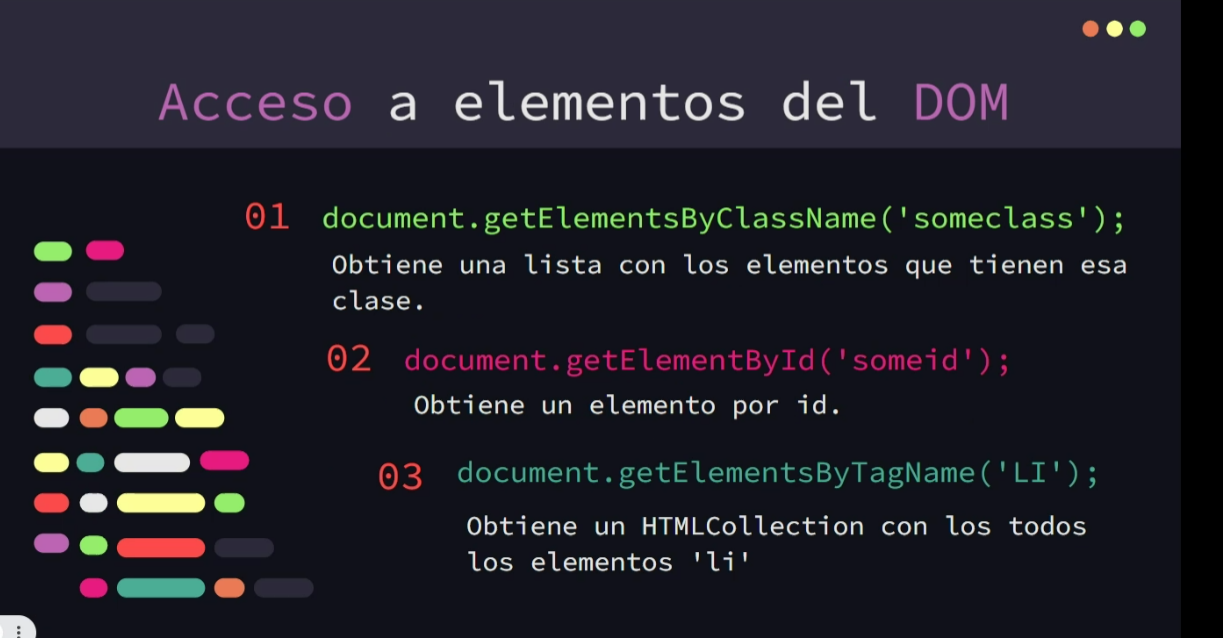 Acceso a elementos del DOM
01 document.getElementsByClassName('someclass');
Obtiene una lista con los elementos que tienen esa
clase.
02 document.getElementById('someid');
Obtiene un elemento por id.
03 document.getElementsByTagName('LI');
Obtiene un HTMLCollection con los todos
los elementos 'li'